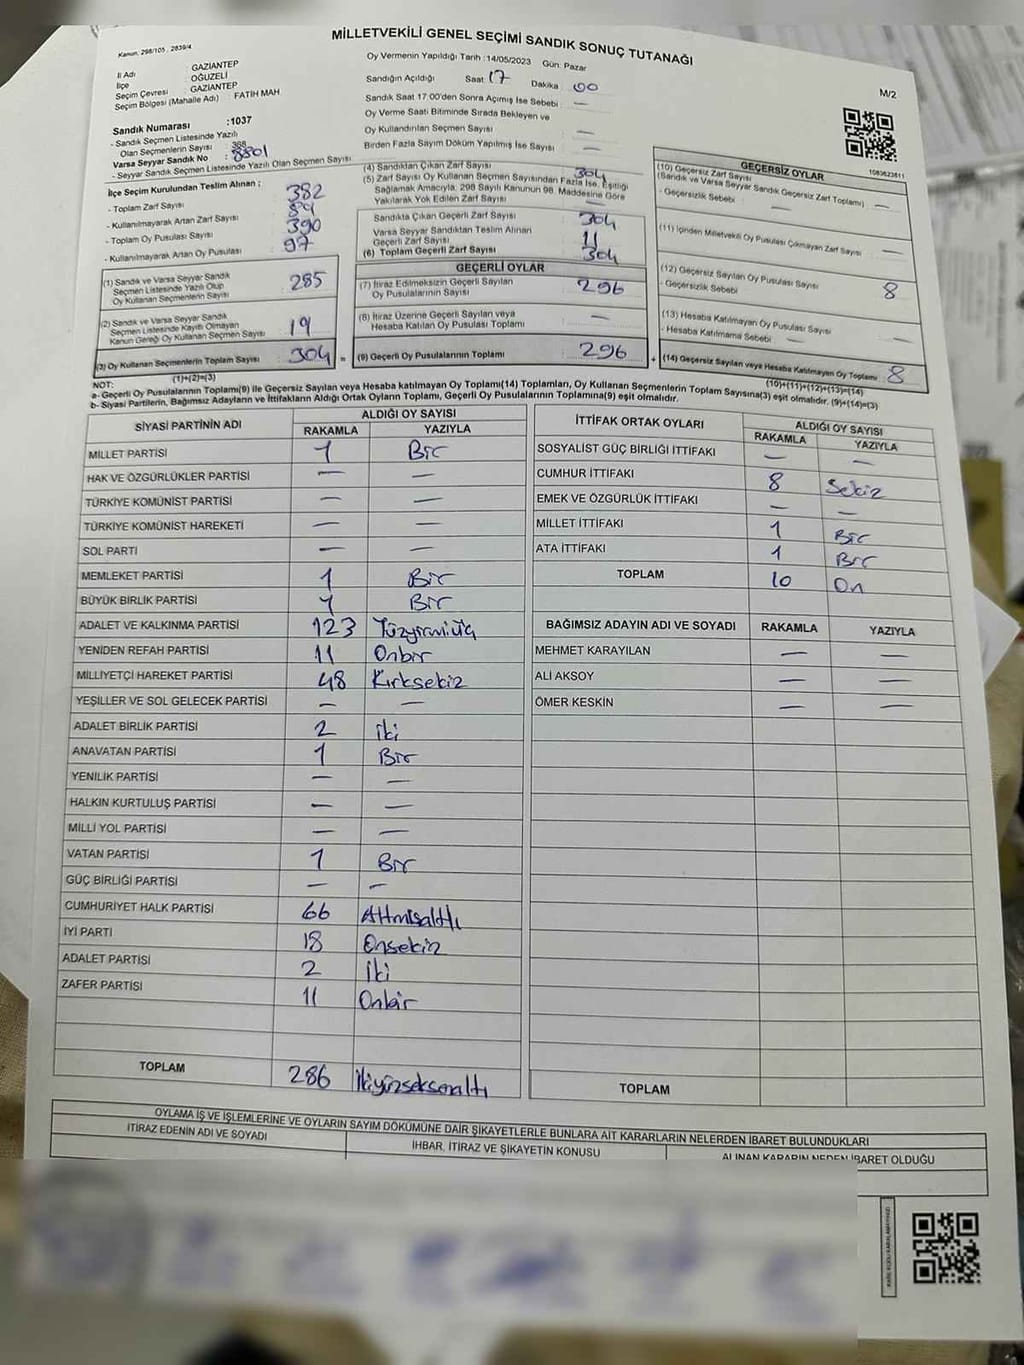 MİLLETVEKİLİ GENEL SEÇİMİ SANDIK SONUÇ TUTANAĞI
Kanun. 298/105 , 2839/4
M/2
İl Adı : GAZİANTEP
İlçe : OĞUZELİ
Seçim Çevresi : GAZİANTEP
Seçim Bölgesi (Mahalle Adı) : FATİH MAH
Sandık Numarası :1037
- Sandık Seçmen Listesinde Yazılı
Olan Seçmenlerin Sayısı : 368
Varsa Seyyar Sandık No :
- Seyyar Sandık Seçmen Listesinde Yazılı Olan Seçmen Sayısı
Oy Vermenin Yapıldığı Tarih :14/05/2023 Gün: Pazar
Sandığın Açıldığı Saat 17 Dakika 00
Sandık Saat 17:00'den Sonra Açımış İse Sebebi : —
Oy Verme Saati Bitiminde Sırada Bekleyen ve
Oy Kullandırılan Seçmen Sayısı : —
Birden Fazla Sayım Döküm Yapılmış İse Sayısı : —
1083623811
İlçe Seçim Kurulundan Teslim Alınan ;
- Toplam Zarf Sayısı : 382
- Kullanılmayarak Artan Zarf Sayısı :
- Toplam Oy Pusulası Sayısı : 390
- Kullanılmayarak Artan Oy Pusulası : 97
(1) Sandık ve Varsa Seyyar Sandık
Seçmen Listesinde Yazılı Olup
Oy Kullanan Seçmenlerin Sayısı : 285
(2) Sandık ve Varsa Seyyar Sandık
Seçmen Listesinde Kayıtlı Olmayan
Kanun Gereği Oy Kullanan Seçmen Sayısı : 19
(3) Oy Kullanan Seçmenlerin Toplam Sayısı : 304 =
(1)+(2)=(3)
(4) Sandıktan Çıkan Zarf Sayısı : 304
(5) Zarf Sayısı Oy Kullanan Seçmen Sayısından Fazla İse, Eşitliği
Sağlamak Amacıyla; 298 Sayılı Kanunun 98. Maddesine Göre
Yakılarak Yok Edilen Zarf Sayısı : —
Sandıkta Çıkan Geçerli Zarf Sayısı : 304
Varsa Seyyar Sandıktan Teslim Alınan
Geçerli Zarf Sayısı : 11
(6) Toplam Geçerli Zarf Sayısı : 304
GEÇERLİ OYLAR
(7) İtiraz Edilmeksizin Geçerli Sayılan
Oy Pusulalarının Sayısı : 296
(8) İtiraz Üzerine Geçerli Sayılan veya
Hesaba Katılan Oy Pusulası Toplamı : —
(9) Geçerli Oy Pusulalarının Toplamı : 296 +
GEÇERSİZ OYLAR
(10) Geçersiz Zarf Sayısı
(Sandık ve Varsa Seyyar Sandık Geçersiz Zarf Toplamı) : —
- Geçersizlik Sebebi : —
(11) İçinden Milletvekili Oy Pusulası Çıkmayan Zarf Sayısı : —
(12) Geçersiz Sayılan Oy Pusulası Sayısı : 8
- Geçersizlik Sebebi
(13) Hesaba Katılmayan Oy Pusulası Sayısı : —
- Hesaba Katılmama Sebebi : —
(14) Geçersiz Sayılan veya Hesaba Katılmayan Oy Toplamı : 8
(10)+(11)+(12)+(13)=(14)
NOT:
a- Geçerli Oy Pusulalarının Toplamı(9) ile Geçersiz Sayılan veya Hesaba katılmayan Oy Toplamı(14) Toplamları, Oy Kullanan Seçmenlerin Toplam Sayısına(3) eşit olmalıdır. (9)+(14)=(3)
b- Siyasi Partilerin, Bağımsız Adayların ve İttifakların Aldığı Ortak Oyların Toplamı, Geçerli Oy Pusulalarının Toplamına(9) eşit olmalıdır.
SİYASİ PARTİNİN ADI ALDIĞI OY SAYISI
RAKAMLA YAZIYLA
MİLLET PARTİSİ 1 Bir
HAK VE ÖZGÜRLÜKLER PARTİSİ — —
TÜRKİYE KOMÜNİST PARTİSİ — —
TÜRKİYE KOMÜNİST HAREKETİ — —
SOL PARTİ — —
MEMLEKET PARTİSİ 1 Bir
BÜYÜK BİRLİK PARTİSİ 1 Bir
ADALET VE KALKINMA PARTİSİ 123 Yüzyirmiüç
YENİDEN REFAH PARTİSİ 11 Onbir
MİLLİYETÇİ HAREKET PARTİSİ 48 Kırksekiz
YEŞİLLER VE SOL GELECEK PARTİSİ — —
ADALET BİRLİK PARTİSİ 2 iki
ANAVATAN PARTİSİ 1 Bir
YENİLİK PARTİSİ — —
HALKIN KURTULUŞ PARTİSİ — —
MİLLİ YOL PARTİSİ — —
VATAN PARTİSİ 1 Bir
GÜÇ BİRLİĞİ PARTİSİ — —
CUMHURİYET HALK PARTİSİ 66 Altmışaltı
İYİ PARTİ 18 Onsekiz
ADALET PARTİSİ 2 İki
ZAFER PARTİSİ 11 Onbir
TOPLAM 286 İkiyüzseksenaltı
İTTİFAK ORTAK OYLARI ALDIĞI OY SAYISI
RAKAMLA YAZIYLA
SOSYALİST GÜÇ BİRLİĞİ İTTİFAKI — —
CUMHUR İTTİFAKI 8 Sekiz
EMEK VE ÖZGÜRLÜK İTTİFAKI — —
MİLLET İTTİFAKI 1 Bir
ATA İTTİFAKI 1 Bir
TOPLAM 10 On
BAĞIMSIZ ADAYIN ADI VE SOYADI RAKAMLA YAZIYLA
MEHMET KARAYILAN — —
ALİ AKSOY — —
ÖMER KESKİN — —
TOPLAM
OYLAMA İŞ VE İŞLEMLERİNE VE OYLARIN SAYIM DÖKÜMÜNE DAİR ŞİKAYETLERLE BUNLARA AİT KARARLARIN NELERDEN İBARET BULUNDUKLARI
İTİRAZ EDENİN ADI VE SOYADI İHBAR, İTİRAZ VE ŞİKAYETİN KONUSU ALINAN KARARIN NEDEN İBARET OLDUĞU